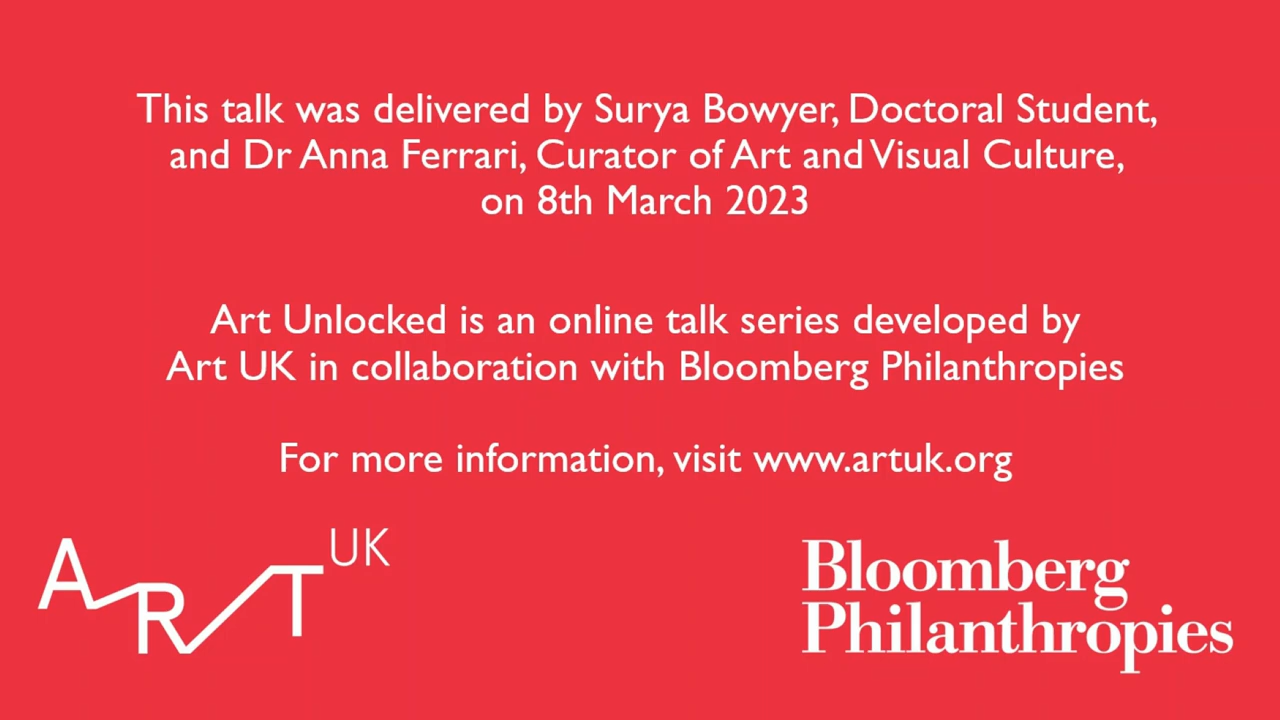 This talk was delivered by Surya Bowyer, Doctoral Student,
and Dr Anna Ferrari, Curator of Art and Visual Culture,
on 8th March 2023
Art Unlocked is an online talk series developed by
Art UK in collaboration with Bloomberg Philanthropies
For more information, visit www.artuk.org
ART UK
Bloomberg
Philanthropies